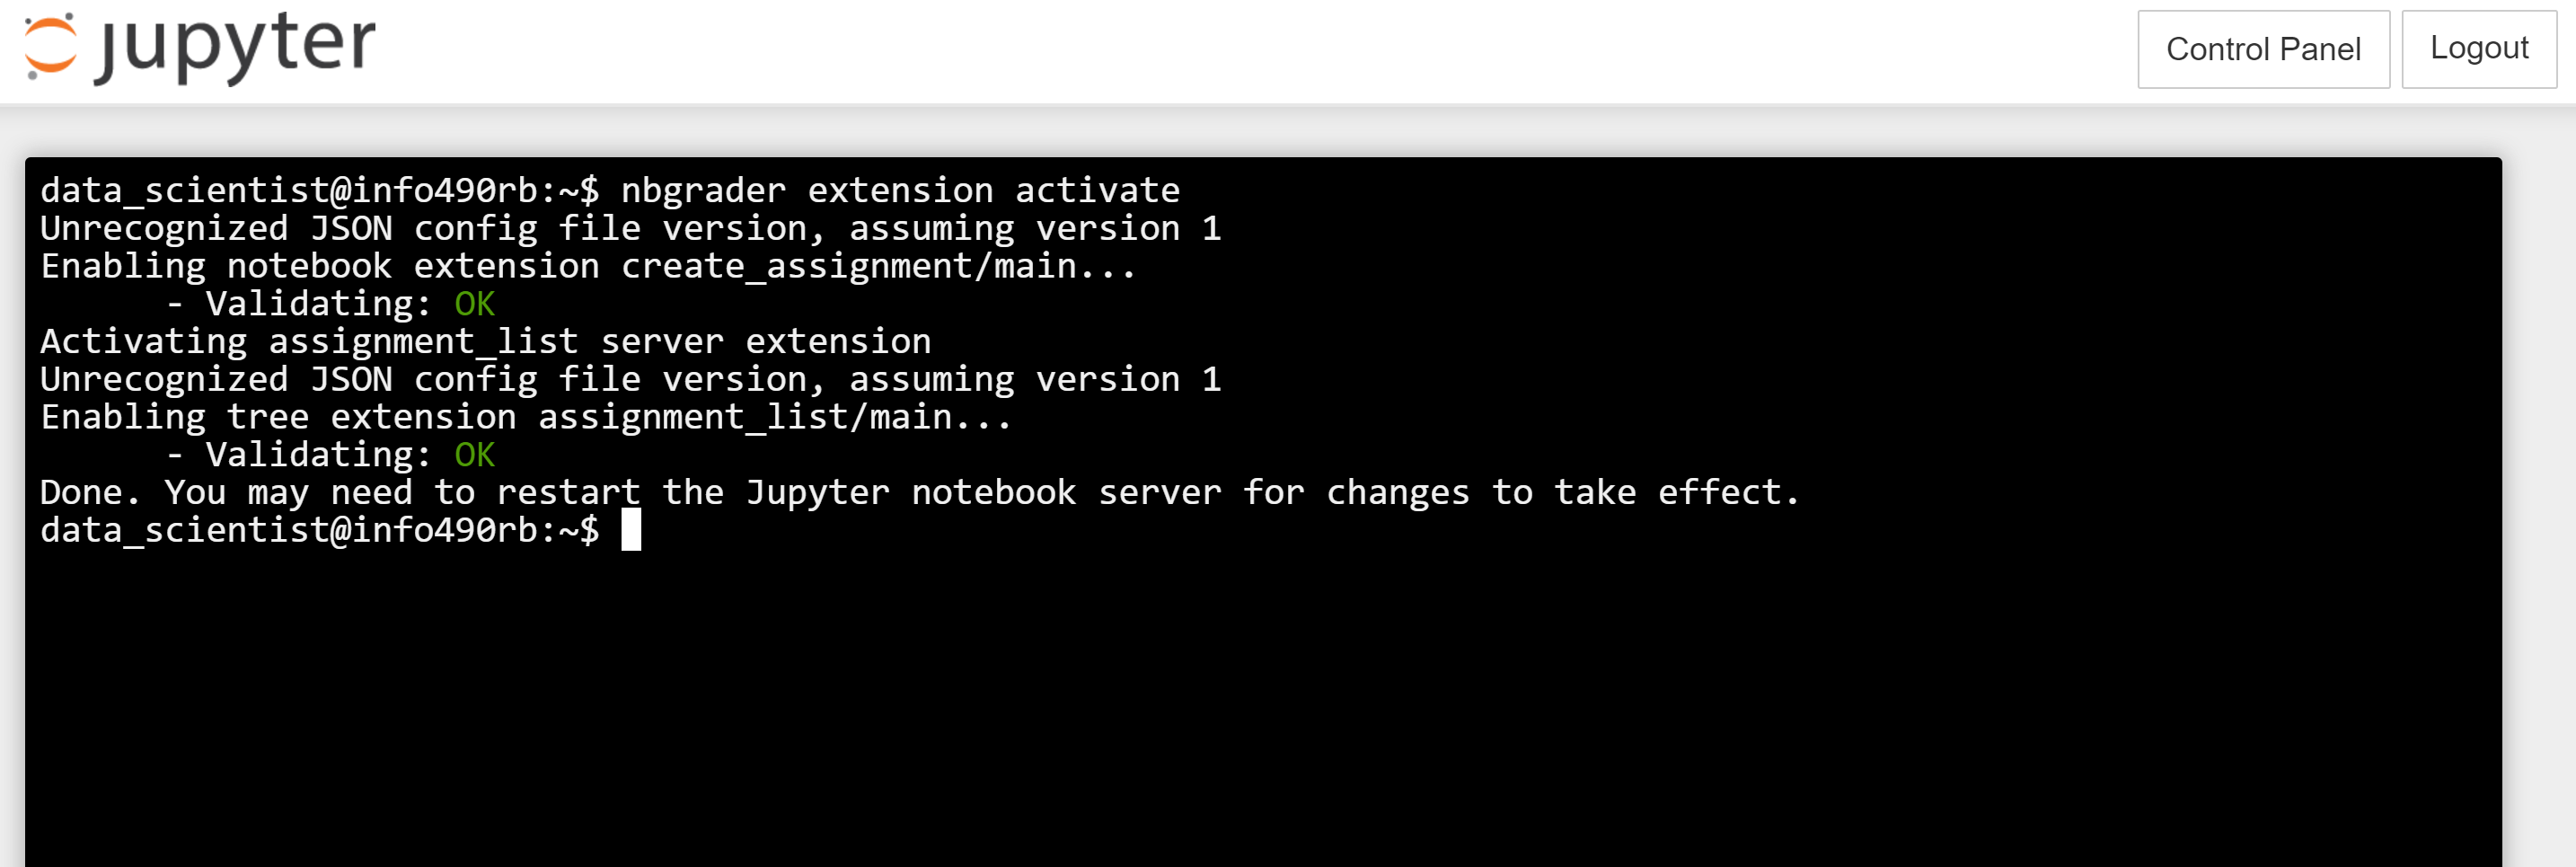 jupyter
Control Panel
Logout
data_scientist@info490rb:~$ nbgrader extension activate
Unrecognized JSON config file version, assuming version 1
Enabling notebook extension create_assignment/main...
      - Validating: OK
Activating assignment_list server extension
Unrecognized JSON config file version, assuming version 1
Enabling tree extension assignment_list/main...
      - Validating: OK
Done. You may need to restart the Jupyter notebook server for changes to take effect.
data_scientist@info490rb:~$